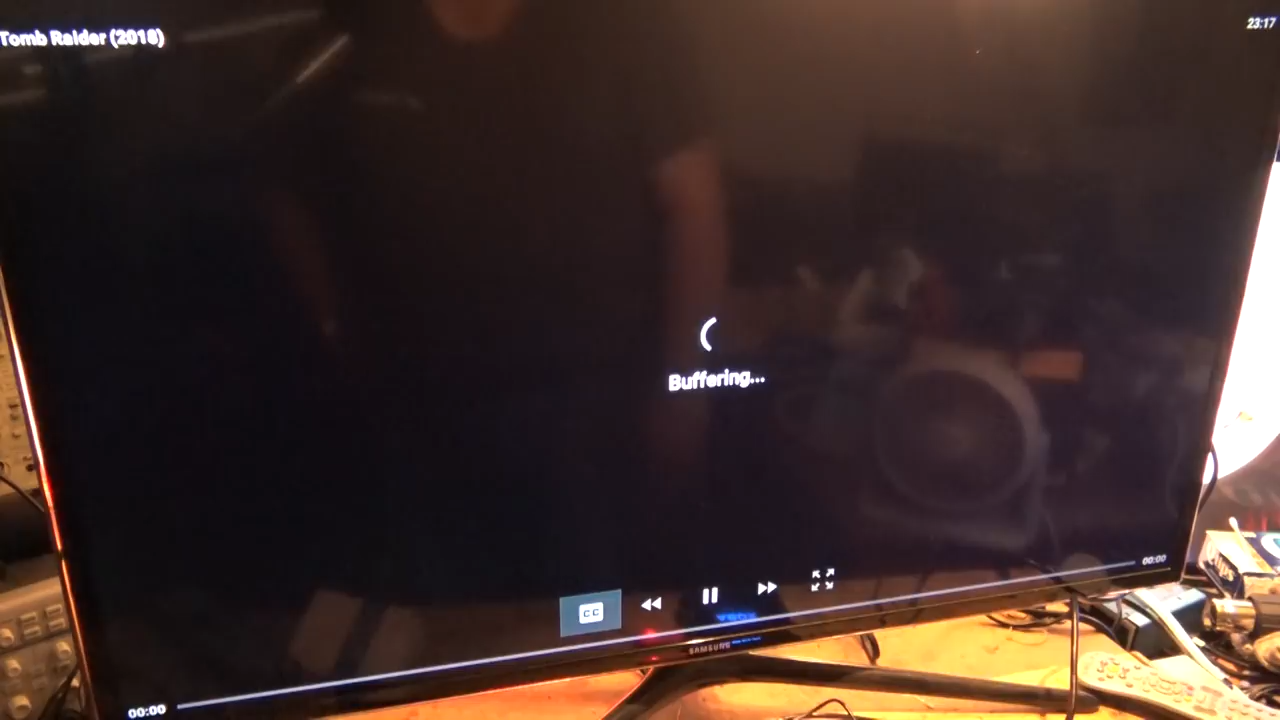 Tomb Raider (2018)
23:17
Buffering...
00:00
CC
SAMSUNG
00:00